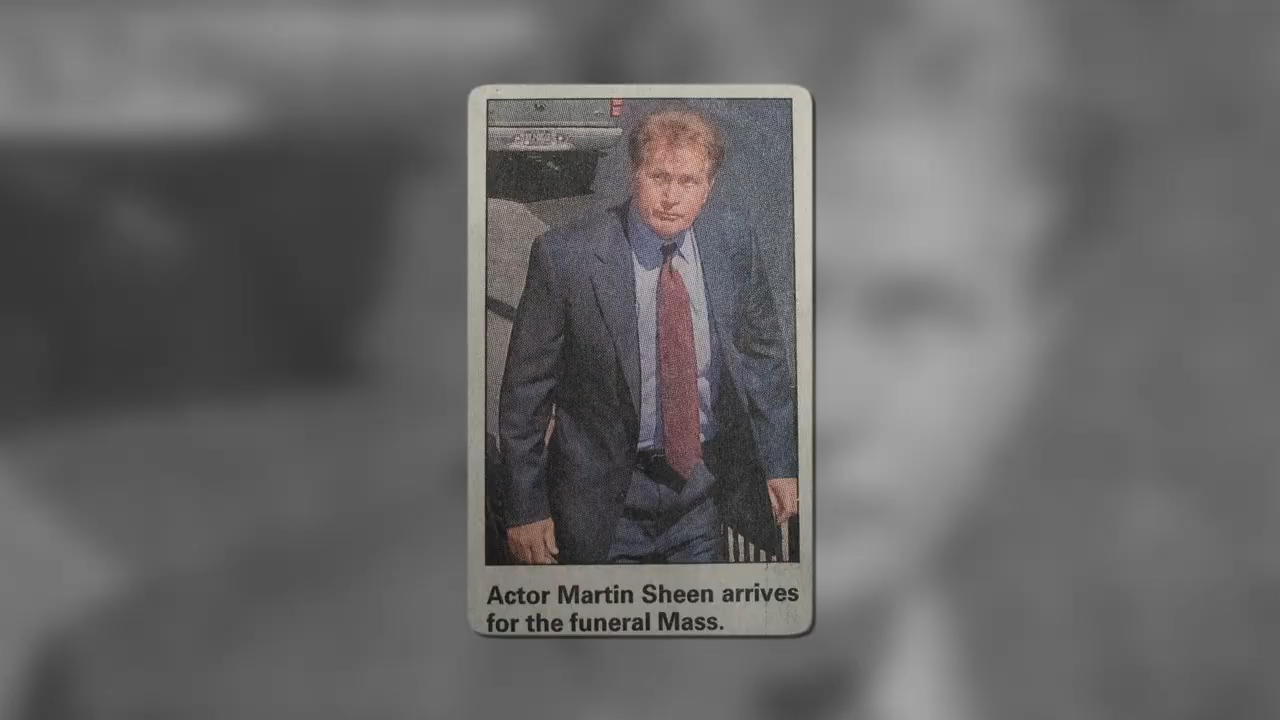 Actor Martin Sheen arrives
for the funeral Mass.